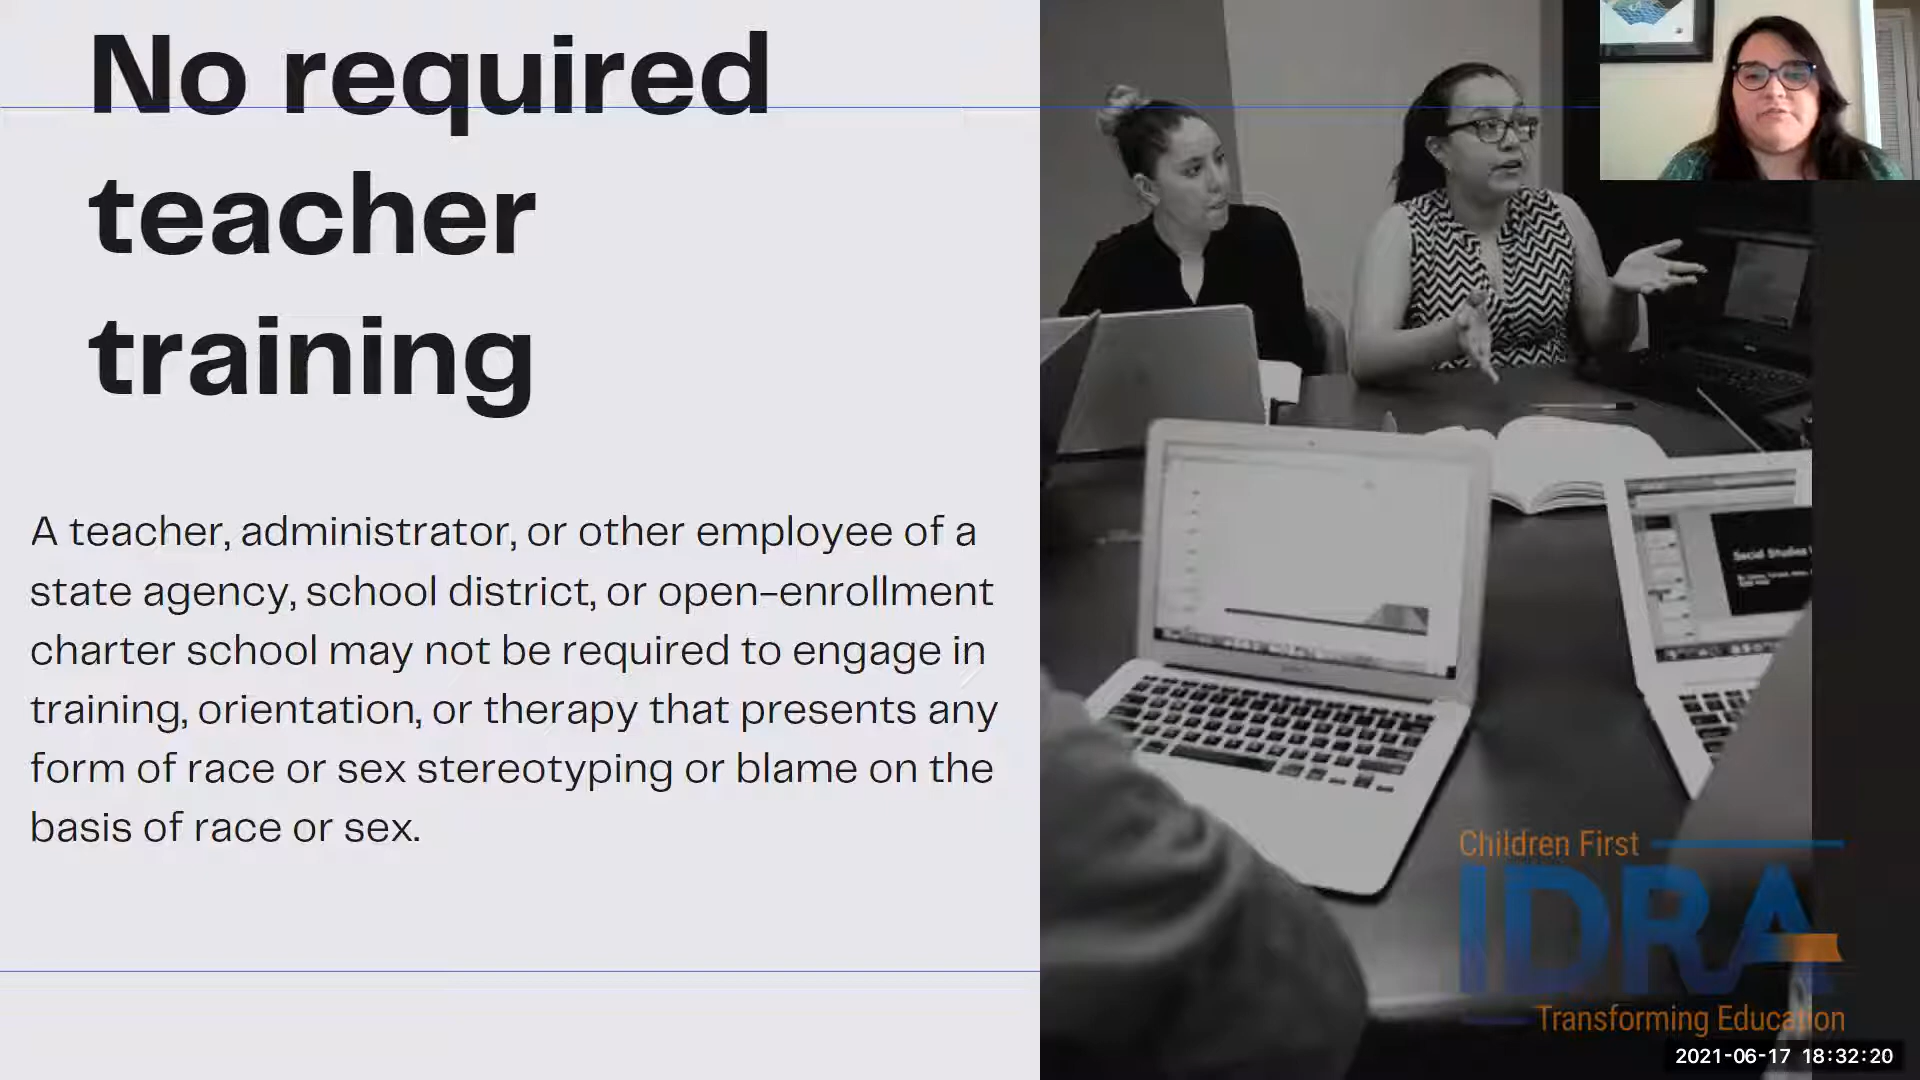 No required
teacher
training
A teacher, administrator, or other employee of a
state agency, school district, or open-enrollment
charter school may not be required to engage in
training, orientation, or therapy that presents any
form of race or sex stereotyping or blame on the
basis of race or sex.
Social Studies
Children First
IDRA
Transforming Education
2021-06-17 18:32:20